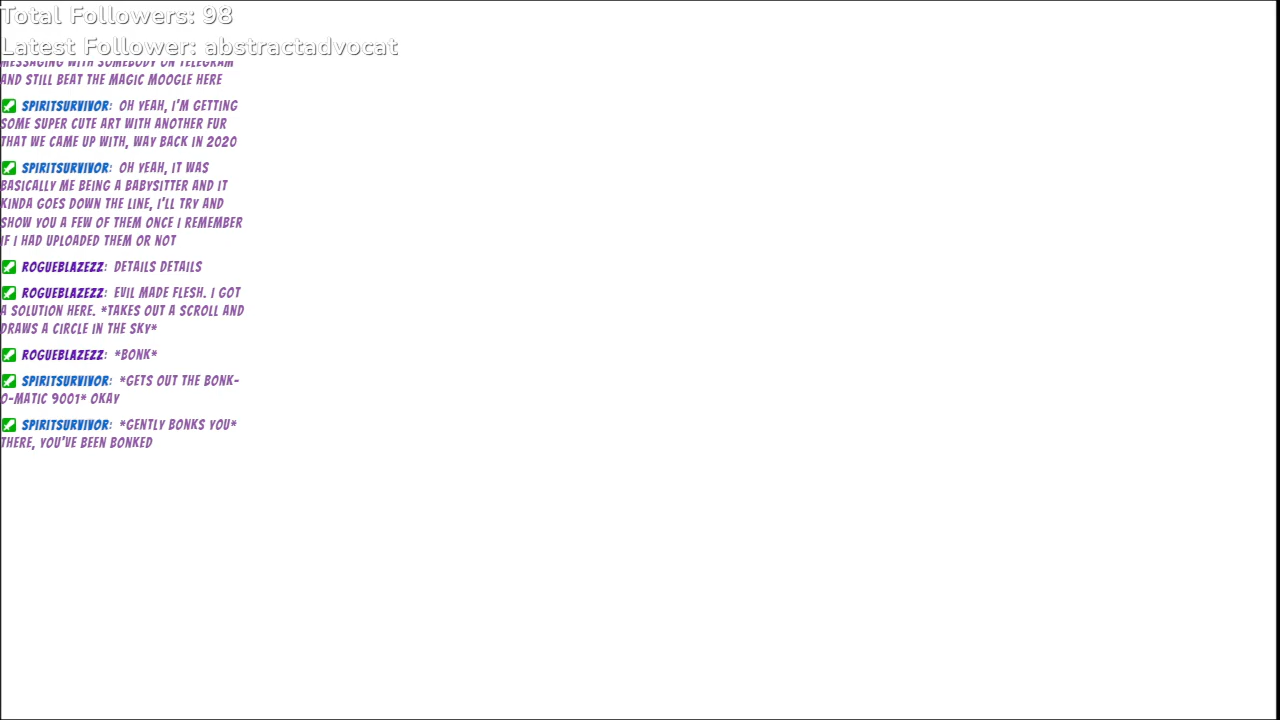 Total Followers: 98
Latest Follower: abstractadvocat
MESSAGING WITH SOMEBODY ON TELEGRAM
AND STILL BEAT THE MAGIC MOOGLE HERE
SPIRITSURVIVOR: OH YEAH, I'M GETTING
SOME SUPER CUTE ART WITH ANOTHER FUR
THAT WE CAME UP WITH, WAY BACK IN 2020
SPIRITSURVIVOR: OH YEAH, IT WAS
BASICALLY ME BEING A BABYSITTER AND IT
KINDA GOES DOWN THE LINE, I'LL TRY AND
SHOW YOU A FEW OF THEM ONCE I REMEMBER
IF I HAD UPLOADED THEM OR NOT
ROGUEBLAZEZZ: DETAILS DETAILS
ROGUEBLAZEZZ: EVIL MADE FLESH. I GOT
A SOLUTION HERE. *TAKES OUT A SCROLL AND
DRAWS A CIRCLE IN THE SKY*
ROGUEBLAZEZZ: *BONK*
SPIRITSURVIVOR: *GETS OUT THE BONK-
O-MATIC 9001* OKAY
SPIRITSURVIVOR: *GENTLY BONKS YOU*
THERE, YOU'VE BEEN BONKED